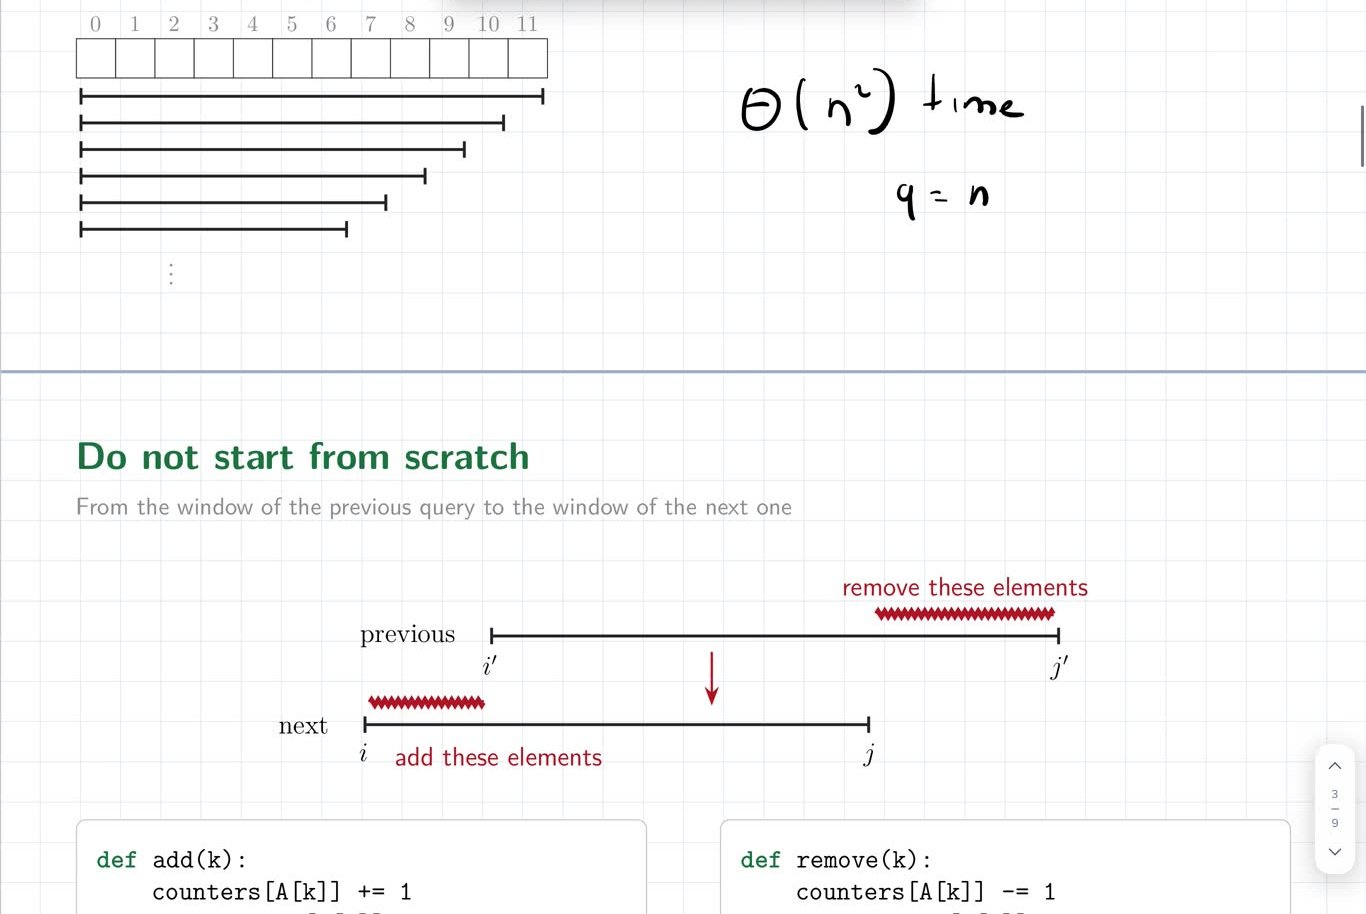 0 1 2 3 4 5 6 7 8 9 10 11
Θ(n²) time
q = n
⋮
Do not start from scratch
From the window of the previous query to the window of the next one
remove these elements
previous
i′ j′
next
i add these elements j
def add(k):
counters[A[k]] += 1
def remove(k):
counters[A[k]] -= 1
3
9